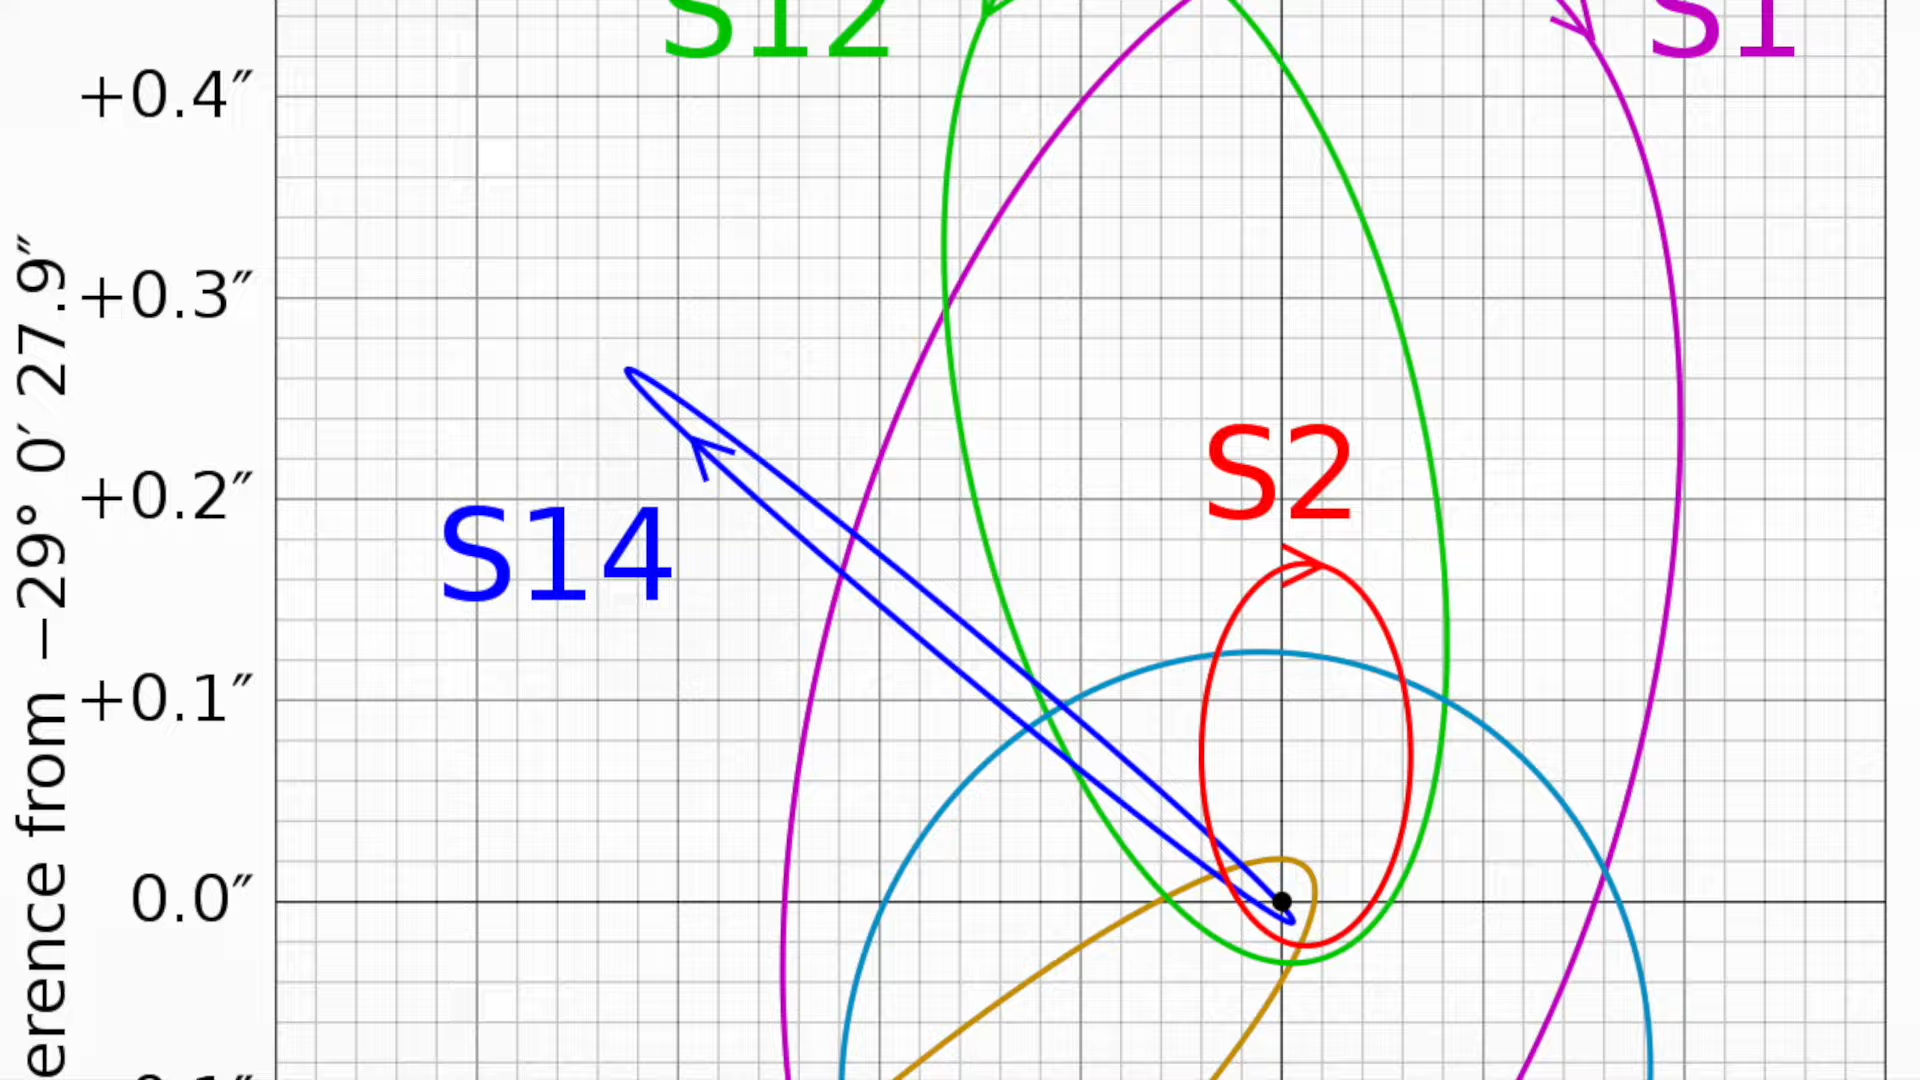 S12
S1
+0.4″
+0.3″
+0.2″
+0.1″
0.0″
erence from −29° 0′ 27.9″
S14
S2